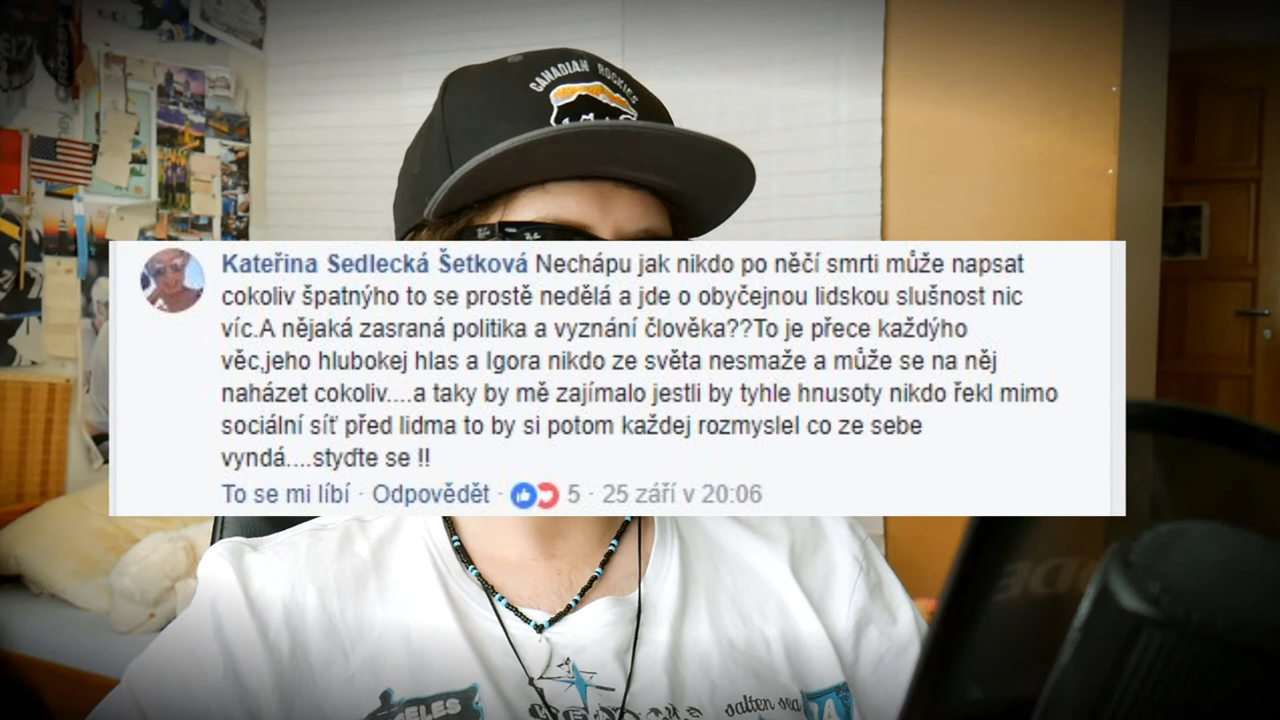 CANADIAN ROCKIES
Kateřina Sedlecká Šetková Nechápu jak nikdo po něčí smrti může napsat
cokoliv špatnýho to se prostě nedělá a jde o obyčejnou lidskou slušnost nic
víc.A nějaká zasraná politika a vyznání člověka??To je přece každýho
věc,jeho hlubokej hlas a Igora nikdo ze světa nesmaže a může se na něj
naházet cokoliv....a taky by mě zajímalo jestli by tyhle hnusoty nikdo řekl mimo
sociální síť před lidma to by si potom každej rozmyslel co ze sebe
vyndá....styďte se !!
To se mi líbí · Odpovědět · 5 · 25 září v 20:06
salten sea
LA